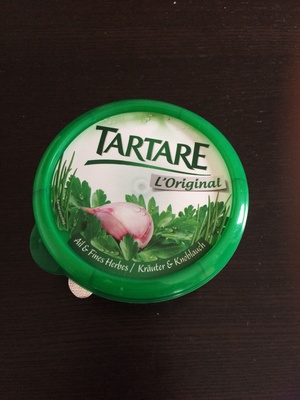 TARTARE
L'Original
Ail & Fines Herbes / Kräuter & Knoblauch